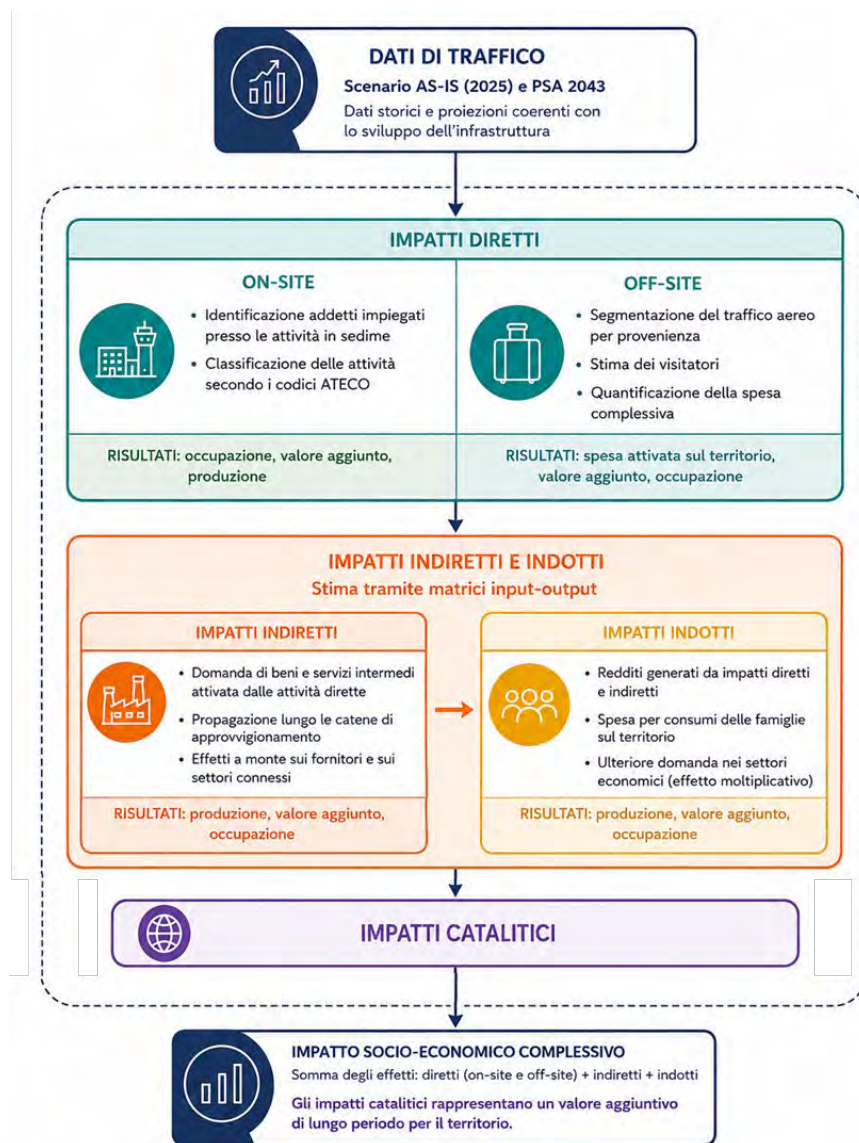 DATI DI TRAFFICO
Scenario AS-IS (2025) e PSA 2043
Dati storici e proiezioni coerenti con
lo sviluppo dell'infrastruttura
IMPATTI DIRETTI
ON-SITE
• Identificazione addetti impiegati
presso le attività in sedime
• Classificazione delle attività
secondo i codici ATECO
RISULTATI: occupazione, valore aggiunto,
produzione
OFF-SITE
• Segmentazione del traffico aereo
per provenienza
• Stima dei visitatori
• Quantificazione della spesa
complessiva
RISULTATI: spesa attivata sul territorio,
valore aggiunto, occupazione
IMPATTI INDIRETTI E INDOTTI
Stima tramite matrici input-output
IMPATTI INDIRETTI
• Domanda di beni e servizi intermedi
attivata dalle attività dirette
• Propagazione lungo le catene di
approvvigionamento
• Effetti a monte sui fornitori e sui
settori connessi
RISULTATI: produzione, valore aggiunto,
occupazione
IMPATTI INDOTTI
• Redditi generati da impatti diretti
e indiretti
• Spesa per consumi delle famiglie
sul territorio
• Ulteriore domanda nei settori
economici (effetto moltiplicativo)
RISULTATI: produzione, valore aggiunto,
occupazione
IMPATTI CATALITICI
IMPATTO SOCIO-ECONOMICO COMPLESSIVO
Somma degli effetti: diretti (on-site e off-site) + indiretti + indotti
Gli impatti catalitici rappresentano un valore aggiuntivo
di lungo periodo per il territorio.